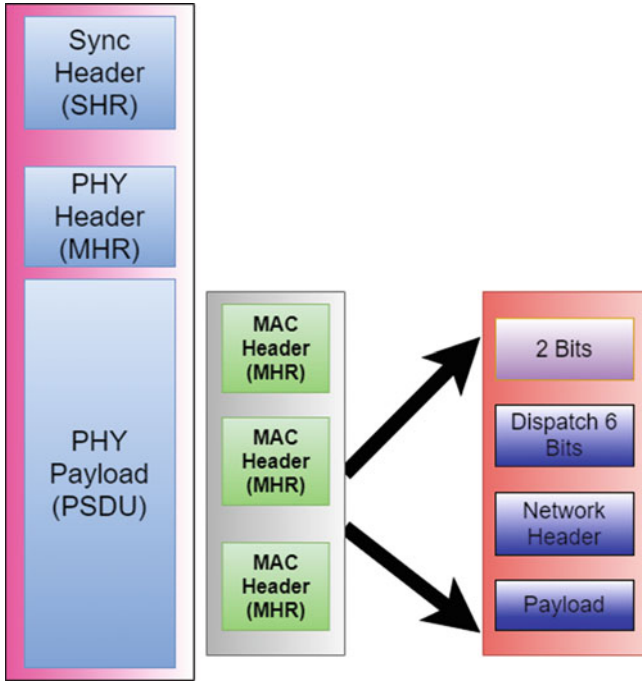 Sync
Header
(SHR)
PHY
Header
(MHR)
PHY
Payload
(PSDU)
MAC
Header
(MHR)
MAC
Header
(MHR)
MAC
Header
(MHR)
2 Bits
Dispatch 6
Bits
Network
Header
Payload